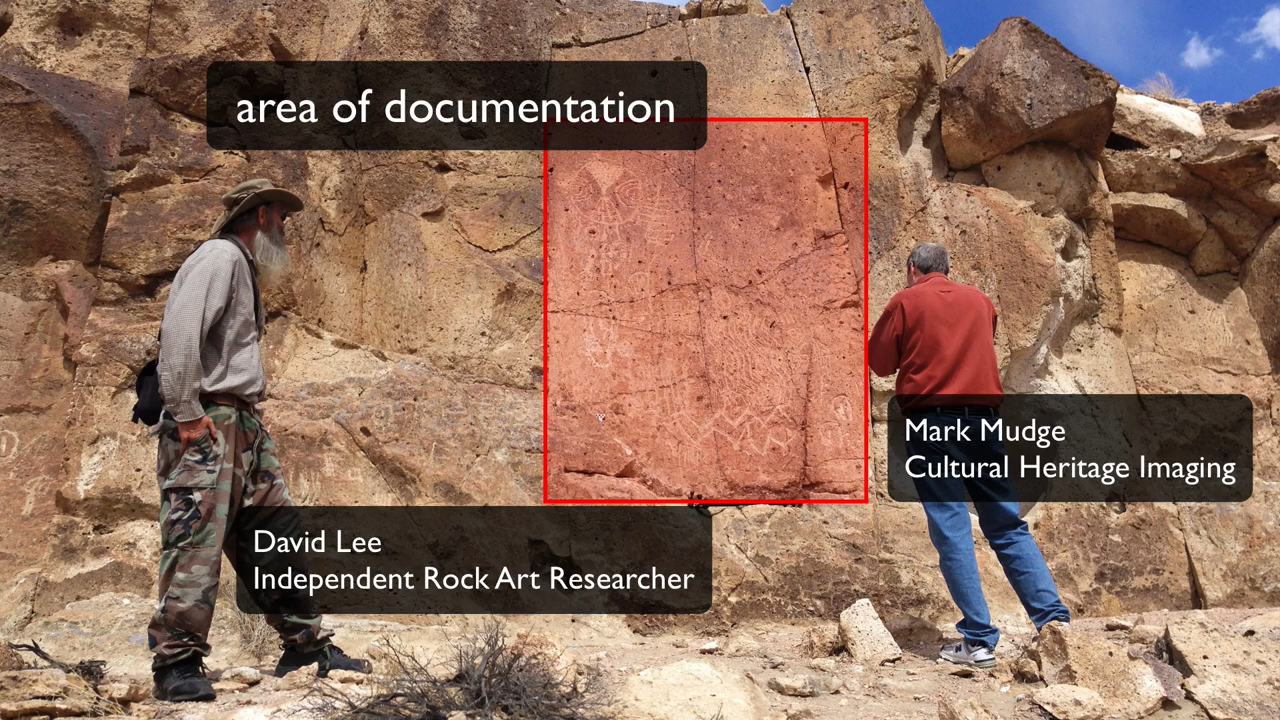 area of documentation
Mark Mudge
Cultural Heritage Imaging
David Lee
Independent Rock Art Researcher